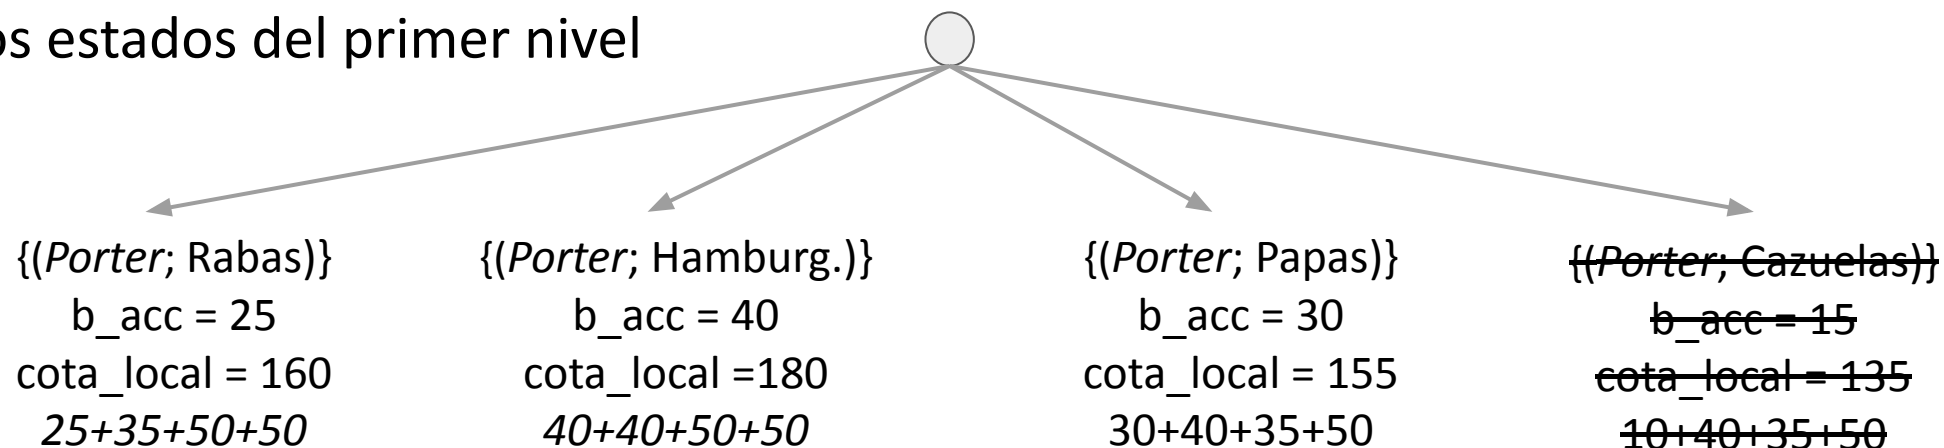 os estados del primer nivel
{(Porter; Rabas)}
b_acc = 25
cota_local = 160
25+35+50+50
{(Porter; Hamburg.)}
b_acc = 40
cota_local =180
40+40+50+50
{(Porter; Papas)}
b_acc = 30
cota_local = 155
30+40+35+50
{(Porter; Cazuelas)}
b_acc = 15
cota_local = 135
10+40+35+50